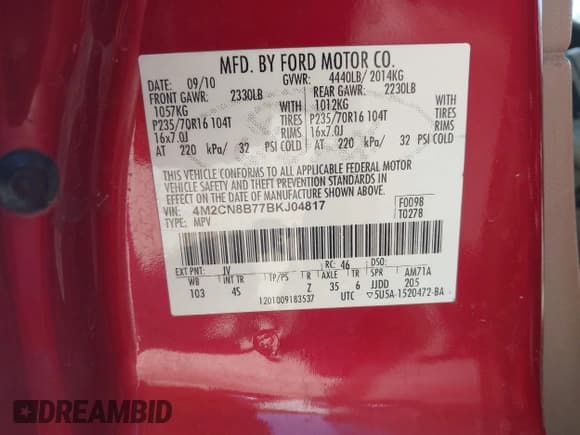 MFD. BY FORD MOTOR CO.
DATE: 09/10 GVWR: 4440LB/ 2014KG
FRONT GAWR: 2330LB REAR GAWR: 2230LB
1057KG WITH 1012KG WITH
P235/70R16 104T TIRES P235/70R16 104T TIRES
16x7.0J RIMS 16x7.0J RIMS
AT 220 kPa/ 32 PSI COLD AT 220 kPa/ 32 PSI COLD
THIS VEHICLE CONFORMS TO ALL APPLICABLE FEDERAL MOTOR
VEHICLE SAFETY AND THEFT PREVENTION STANDARDS IN
EFFECT ON THE DATE OF MANUFACTURE SHOWN ABOVE.
VIN: 4M2CN8B77BKJ04817 F0098
TYPE: MPV T0278
EXT PNT: JV RC: 46 DSO:
WB INT TR TP/PS R AXLE TR SPR AM71A
103 4S Z 35 6 JJDD 205
1201009183537 UTC ▽5U5A-1520472-BA
DREAMBID